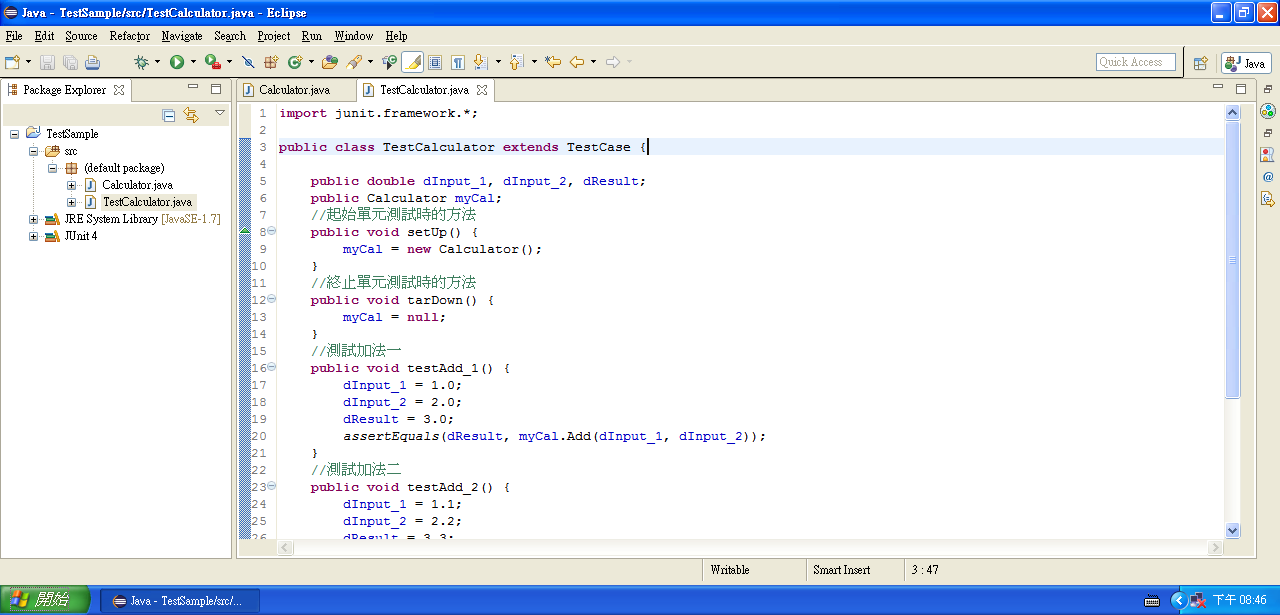 Java - TestSample/src/TestCalculator.java - Eclipse
File Edit Source Refactor Navigate Search Project Run Window Help
Quick Access
Java
Package Explorer
TestSample
src
(default package)
Calculator.java
TestCalculator.java
JRE System Library [JavaSE-1.7]
JUnit 4
Calculator.java TestCalculator.java
1 import junit.framework.*;
2
3 public class TestCalculator extends TestCase {
4
5 public double dInput_1, dInput_2, dResult;
6 public Calculator myCal;
7 //起始單元測試時的方法
8 public void setUp() {
9 myCal = new Calculator();
10 }
11 //終止單元測試時的方法
12 public void tarDown() {
13 myCal = null;
14 }
15 //測試加法一
16 public void testAdd_1() {
17 dInput_1 = 1.0;
18 dInput_2 = 2.0;
19 dResult = 3.0;
20 assertEquals(dResult, myCal.Add(dInput_1, dInput_2));
21 }
22 //測試加法二
23 public void testAdd_2() {
24 dInput_1 = 1.1;
25 dInput_2 = 2.2;
26 dResult = 3.3;
Writable Smart Insert 3 : 47
開始 Java - TestSample/src/... 下午 08:46